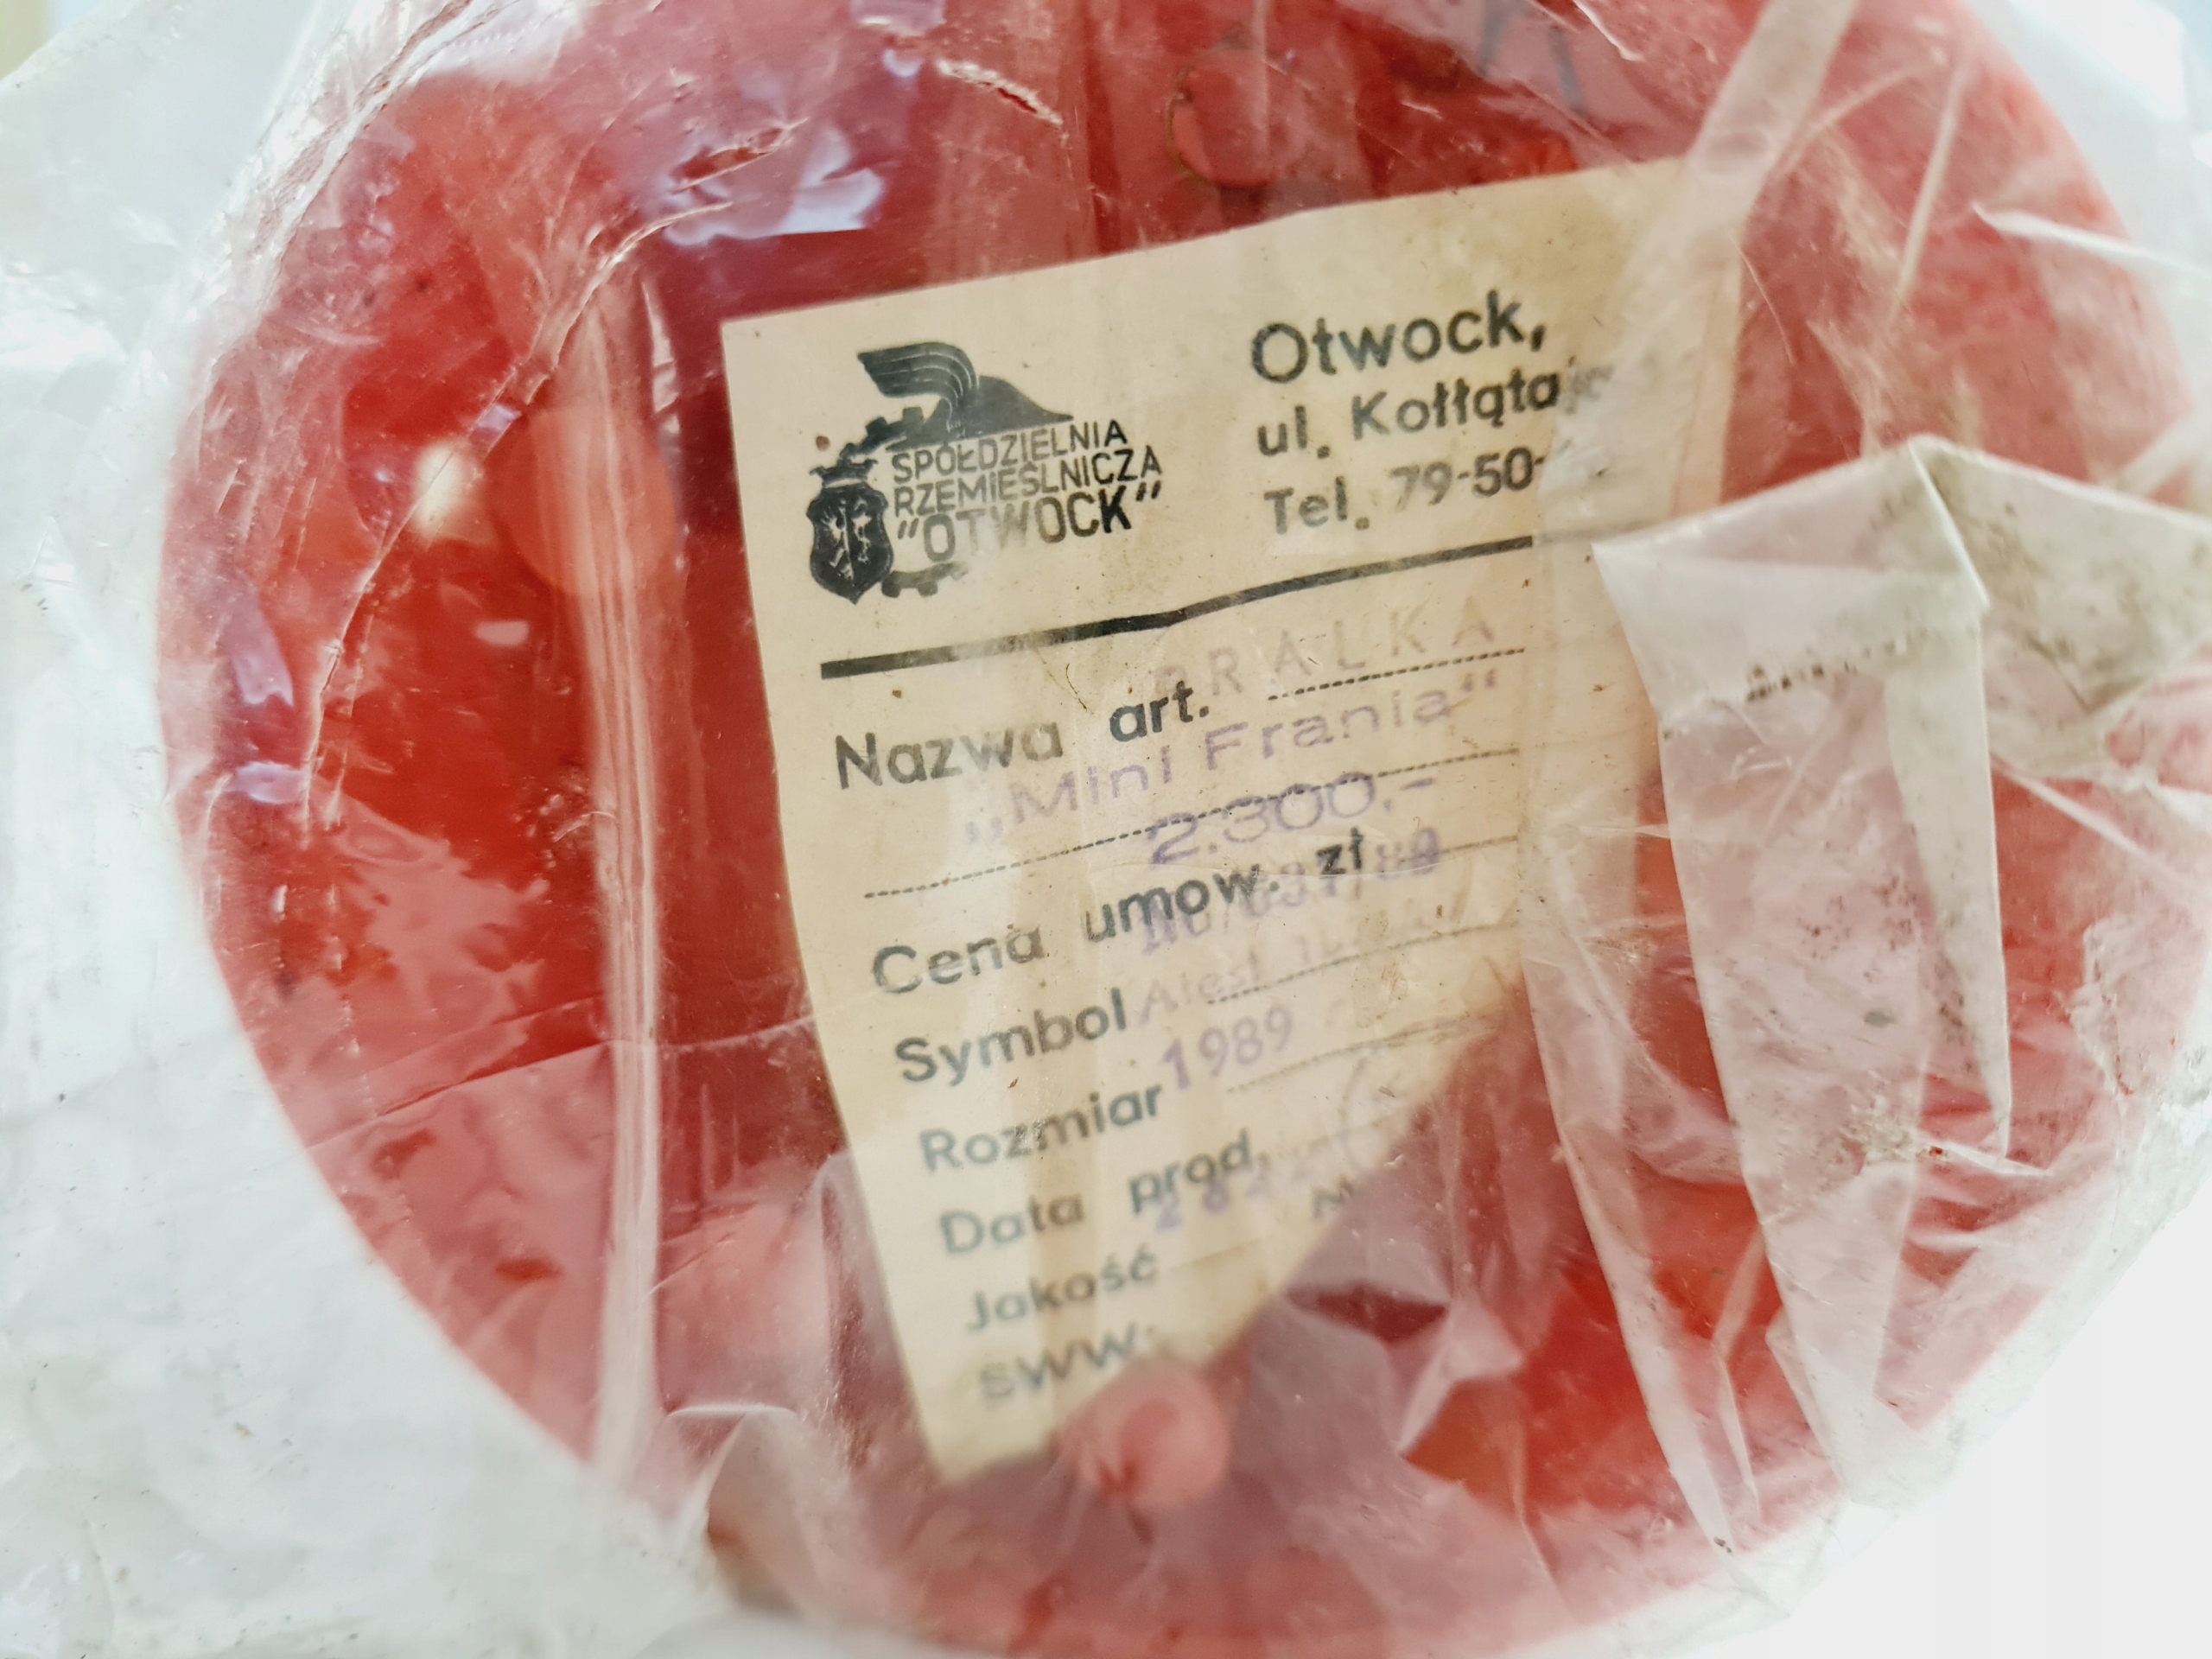 SPÓŁDZIELNIA
RZEMIEŚLNICZA
"OTWOCK"
Otwock,
ul. Kołłątaja
Tel. 79-50-
Nazwa art. PRALKA
„Mini Frania"
2.300.-
Cena umow. zł
Symbol
1989
Rozmiar
Data prod.
Jakość
SWW.